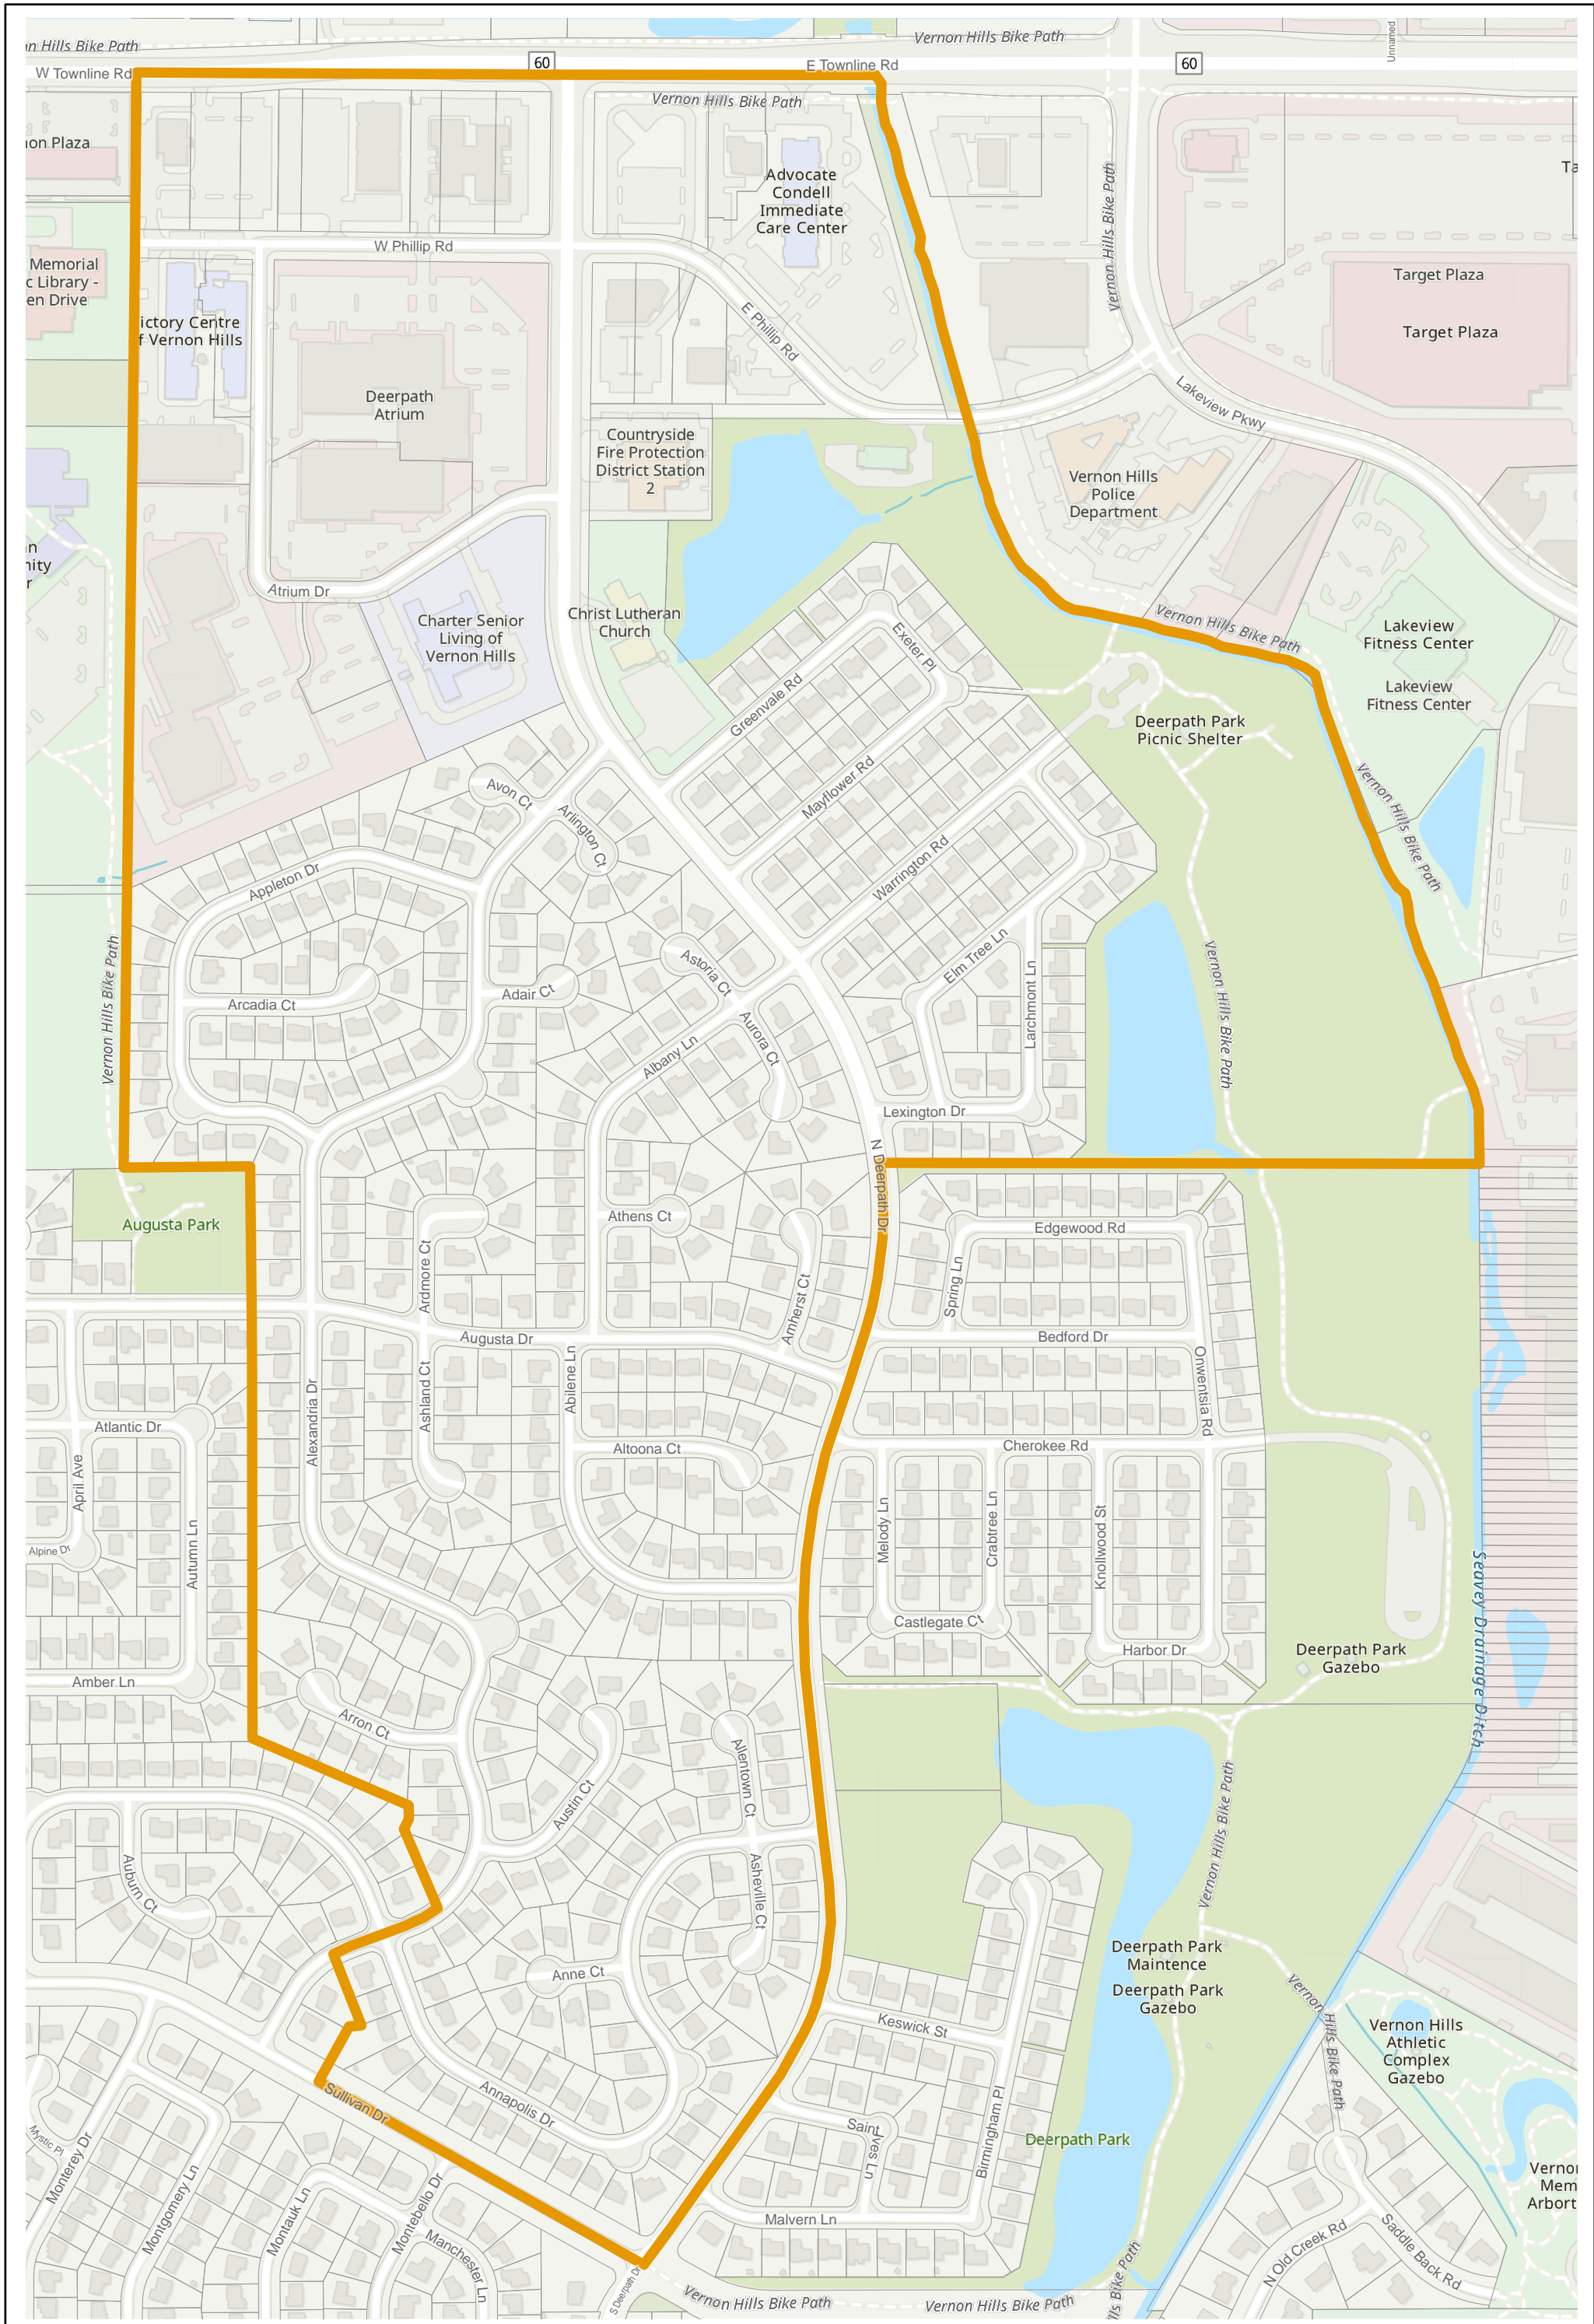 Vernon Hills Bike Path
W Townline Rd
60
E Townline Rd
Vernon Hills Bike Path
60
Unnamed
Vernon Hills Bike Path
Advocate
Condell
Immediate
Care Center
Vernon Hills Bike Path
W Phillip Rd
Memorial
Target Plaza
Target Plaza
E Phillip Rd
Lakeview Pkwy
ictory Centre
f Vernon Hills
Deerpath
Atrium
Countryside
Fire Protection
District Station
2
Vernon Hills
Police
Department
Atrium Dr
Charter Senior
Living of
Vernon Hills
Christ Lutheran
Church
Exeter Pl
Vernon Hills Bike Path
Lakeview
Fitness Center
Lakeview
Fitness Center
Greenvale Rd
Deerpath Park
Picnic Shelter
Mayflower Rd
Avon Ct
Arlington Ct
Vernon Hills Bike Path
Warrington Rd
Appleton Dr
Vernon Hills Bike Path
Arcadia Ct
Adair Ct
Astoria Ct
Elm Tree Ln
Larchmont Ln
Vernon Hills Bike Path
Aurora Ct
Albany Ln
Lexington Dr
N Deerpath Dr
Augusta Park
Ardmore Ct
Athens Ct
Amherst Ct
Spring Ln
Edgewood Rd
Augusta Dr
Bedford Dr
Onwentsia Rd
Abilene Ln
Ashland Ct
Alexandria Dr
Atlantic Dr
April Ave
Altoona Ct
Cherokee Rd
Melody Ln
Crabtree Ln
Knollwood St
Alpine Dr
Autumn Ln
Castlegate Ct
Harbor Dr
Seavey Drainage Ditch
Deerpath Park
Gazebo
Amber Ln
Arron Ct
Austin Ct
Allentown Ct
Vernon Hills Bike Path
Auburn Ct
Asheville Ct
Anne Ct
Deerpath Park
Maintence
Deerpath Park
Gazebo
Vernon Hills Bike Path
Keswick St
Vernon Hills
Athletic
Complex
Gazebo
Sullivan Dr
Annapolis Dr
Saint
Ives Ln
Birmingham Pl
Deerpath Park
Mystic Pl
Monterey Dr
Montgomery Ln
Montauk Ln
Montebello Dr
Manchester Ln
Malvern Ln
N Old Creek Rd
Saddle Back Rd
S Deerpath Dr
Vernon Hills Bike Path
Vernon Hills Bike Path